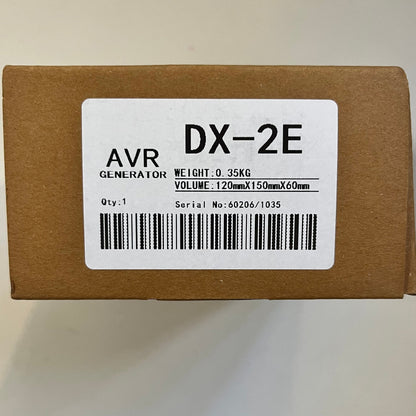 AVR
GENERATOR
DX-2E
WEIGHT:0.35KG
VOLUME:120mmX150mmX60mm
Qty:1
Serial No:60206/1035